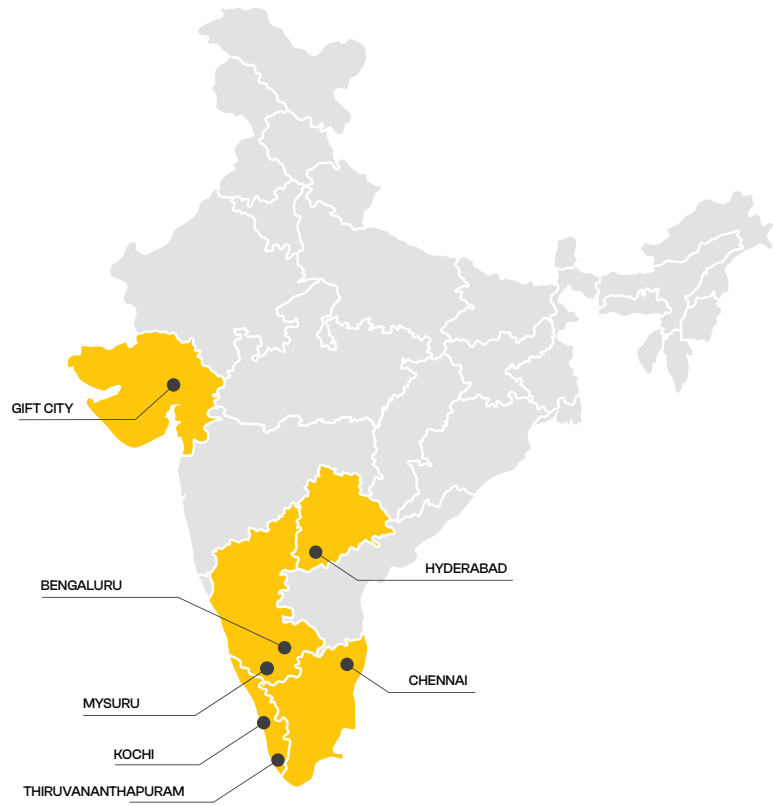 GIFT CITY
HYDERABAD
BENGALURU
CHENNAI
MYSURU
KOCHI
THIRUVANANTHAPURAM